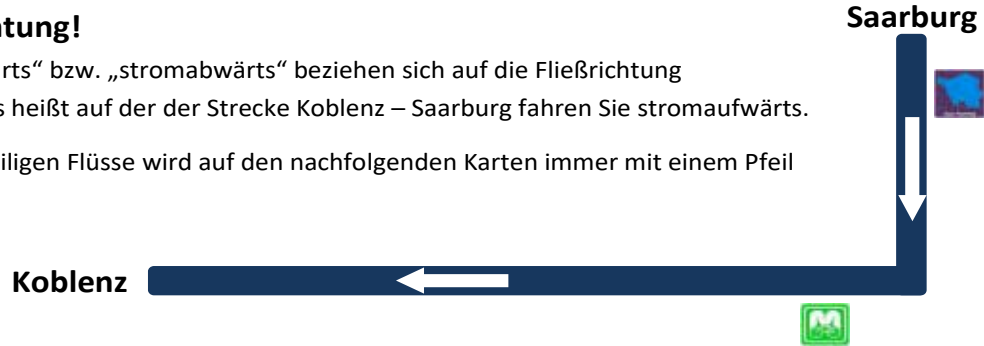 Saarburg
tung!
rts“ bzw. „stromabwärts“ beziehen sich auf die Fließrichtung
s heißt auf der der Strecke Koblenz – Saarburg fahren Sie stromaufwärts.
iligen Flüsse wird auf den nachfolgenden Karten immer mit einem Pfeil
Koblenz